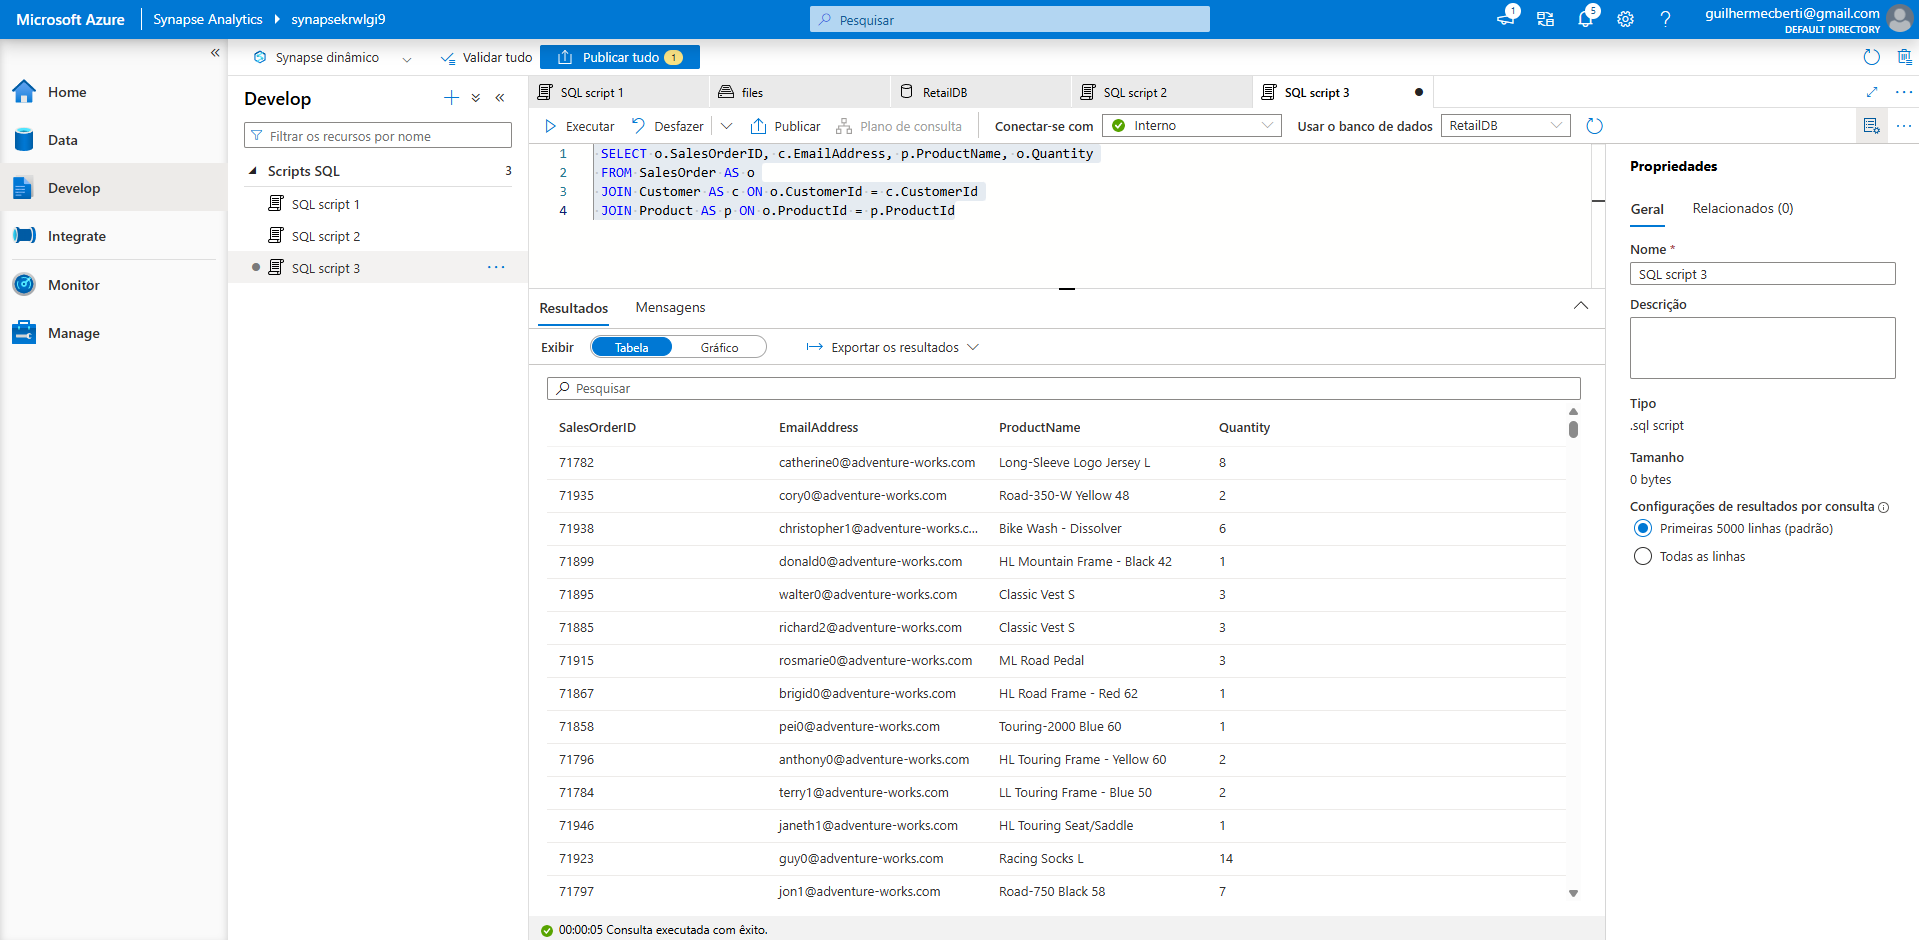 Microsoft Azure
Synapse Analytics
synapsekrwlgi9
Pesquisar
1
5
guilhermecberti@gmail.com
DEFAULT DIRECTORY
Synapse dinâmico
Validar tudo
Publicar tudo 1
Home
Data
Develop
Integrate
Monitor
Manage
Develop
Filtrar os recursos por nome
Scripts SQL 3
SQL script 1
SQL script 2
SQL script 3
SQL script 1
files
RetailDB
SQL script 2
SQL script 3
Executar
Desfazer
Publicar
Plano de consulta
Conectar-se com
Interno
Usar o banco de dados
RetailDB
1 SELECT o.SalesOrderID, c.EmailAddress, p.ProductName, o.Quantity
2 FROM SalesOrder AS o
3 JOIN Customer AS c ON o.CustomerId = c.CustomerId
4 JOIN Product AS p ON o.ProductId = p.ProductId
Resultados
Mensagens
Exibir
Tabela
Gráfico
Exportar os resultados
Pesquisar
SalesOrderID EmailAddress ProductName Quantity
71782 catherine0@adventure-works.com Long-Sleeve Logo Jersey L 8
71935 cory0@adventure-works.com Road-350-W Yellow 48 2
71938 christopher1@adventure-works.c... Bike Wash - Dissolver 6
71899 donald0@adventure-works.com HL Mountain Frame - Black 42 1
71895 walter0@adventure-works.com Classic Vest S 3
71885 richard2@adventure-works.com Classic Vest S 3
71915 rosmarie0@adventure-works.com ML Road Pedal 3
71867 brigid0@adventure-works.com HL Road Frame - Red 62 1
71858 pei0@adventure-works.com Touring-2000 Blue 60 1
71796 anthony0@adventure-works.com HL Touring Frame - Yellow 60 2
71784 terry1@adventure-works.com LL Touring Frame - Blue 50 2
71946 janeth1@adventure-works.com HL Touring Seat/Saddle 1
71923 guy0@adventure-works.com Racing Socks L 14
71797 jon1@adventure-works.com Road-750 Black 58 7
00:00:05 Consulta executada com êxito.
Propriedades
Geral
Relacionados (0)
Nome *
SQL script 3
Descrição
Tipo
.sql script
Tamanho
0 bytes
Configurações de resultados por consulta
Primeiras 5000 linhas (padrão)
Todas as linhas